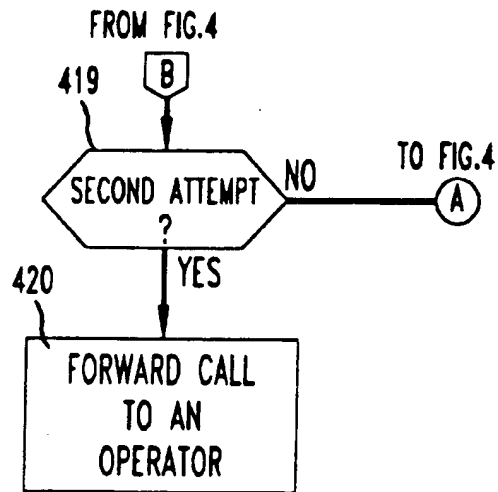 FROM FIG.4
B
419
SECOND ATTEMPT
?
NO
TO FIG.4
A
YES
420
FORWARD CALL
TO AN
OPERATOR